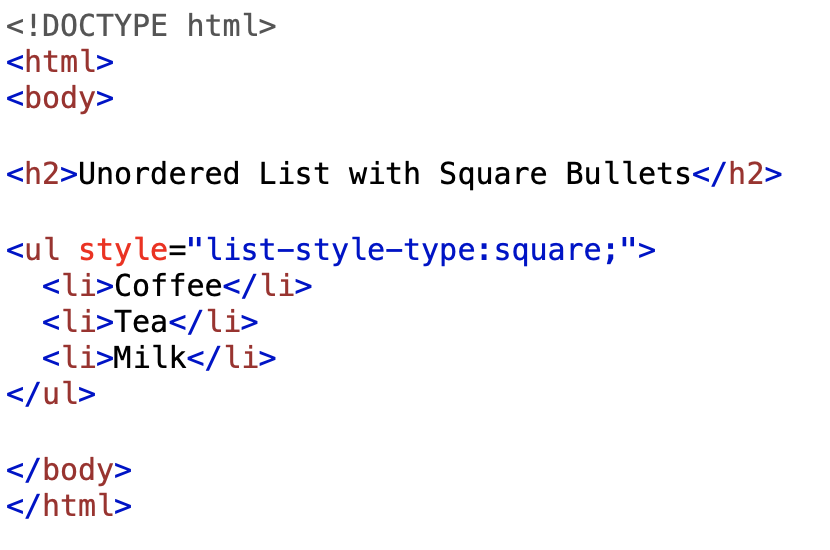 <!DOCTYPE html>
<html>
<body>
<h2>Unordered List with Square Bullets</h2>
<ul style="list-style-type:square;">
  <li>Coffee</li>
  <li>Tea</li>
  <li>Milk</li>
</ul>
</body>
</html>